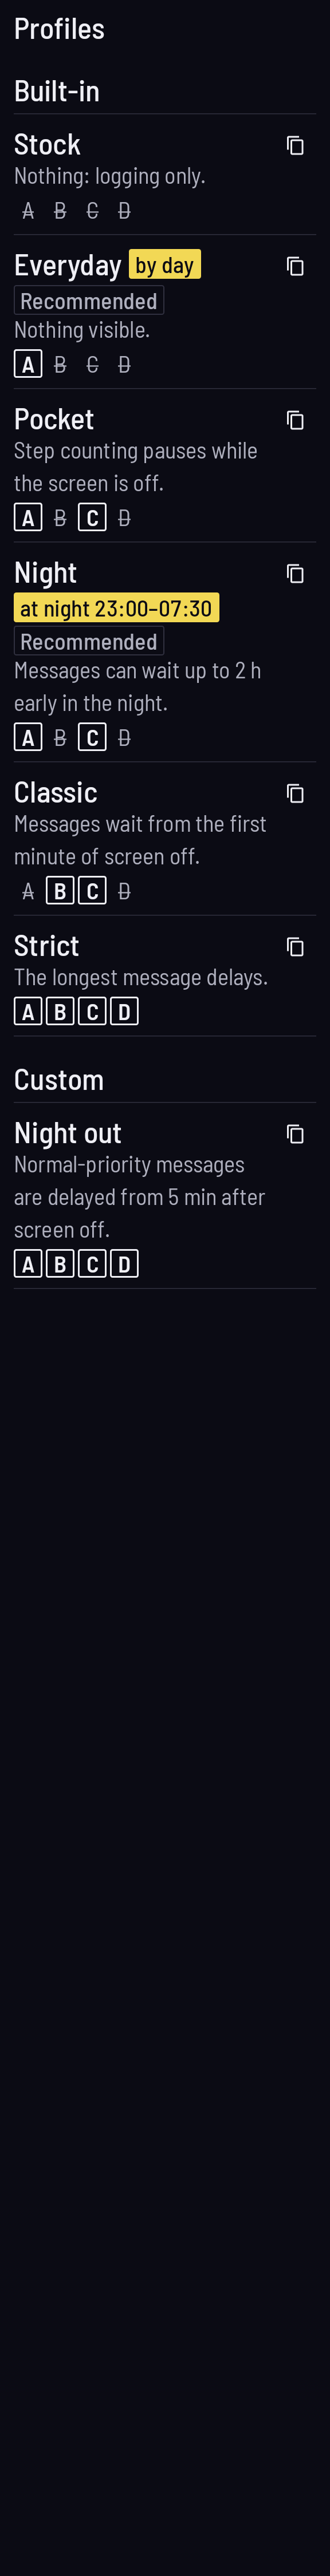 Profiles
Built-in
Stock
Nothing: logging only.
A B C D
Everyday by day
Recommended
Nothing visible.
A B C D
Pocket
Step counting pauses while
the screen is off.
A B C D
Night
at night 23:00–07:30
Recommended
Messages can wait up to 2 h
early in the night.
A B C D
Classic
Messages wait from the first
minute of screen off.
A B C D
Strict
The longest message delays.
A B C D
Custom
Night out
Normal-priority messages
are delayed from 5 min after
screen off.
A B C D